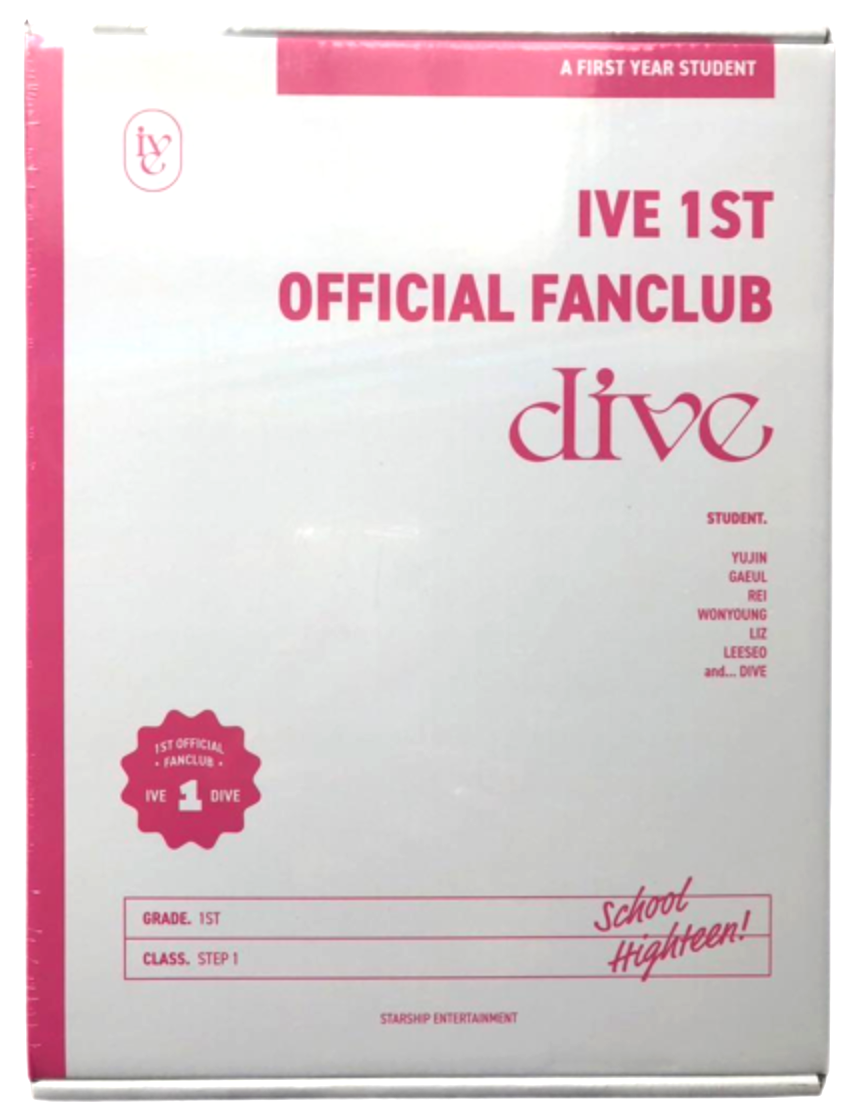 A FIRST YEAR STUDENT
ive
IVE 1ST
OFFICIAL FANCLUB
dive
STUDENT.
YUJIN
GAEUL
REI
WONYOUNG
LIZ
LEESEO
and... DIVE
1ST OFFICIAL
• FANCLUB •
IVE 1 DIVE
GRADE. 1ST
CLASS. STEP 1
School
Highteen!
STARSHIP ENTERTAINMENT